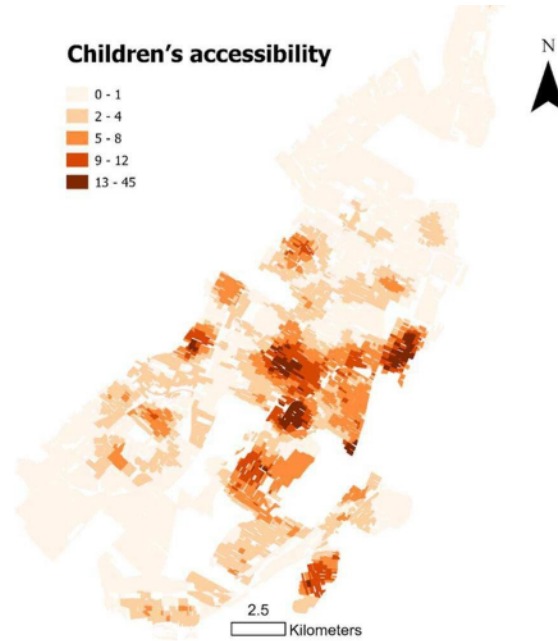 Children's accessibility
N
0 - 1
2 - 4
5 - 8
9 - 12
13 - 45
2.5
Kilometers